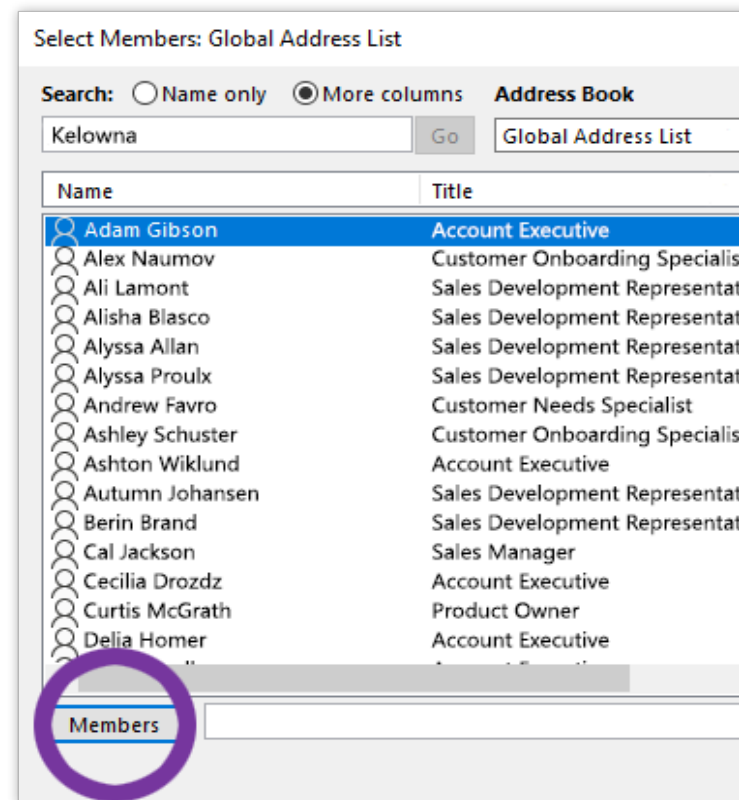 Select Members: Global Address List
Search: Name only More columns Address Book
Kelowna Go Global Address List
Name Title
Adam Gibson Account Executive
Alex Naumov Customer Onboarding Specialis
Ali Lamont Sales Development Representat
Alisha Blasco Sales Development Representat
Alyssa Allan Sales Development Representat
Alyssa Proulx Sales Development Representat
Andrew Favro Customer Needs Specialist
Ashley Schuster Customer Onboarding Specialis
Ashton Wiklund Account Executive
Autumn Johansen Sales Development Representat
Berin Brand Sales Development Representat
Cal Jackson Sales Manager
Cecilia Drozdz Account Executive
Curtis McGrath Product Owner
Delia Homer Account Executive
Members